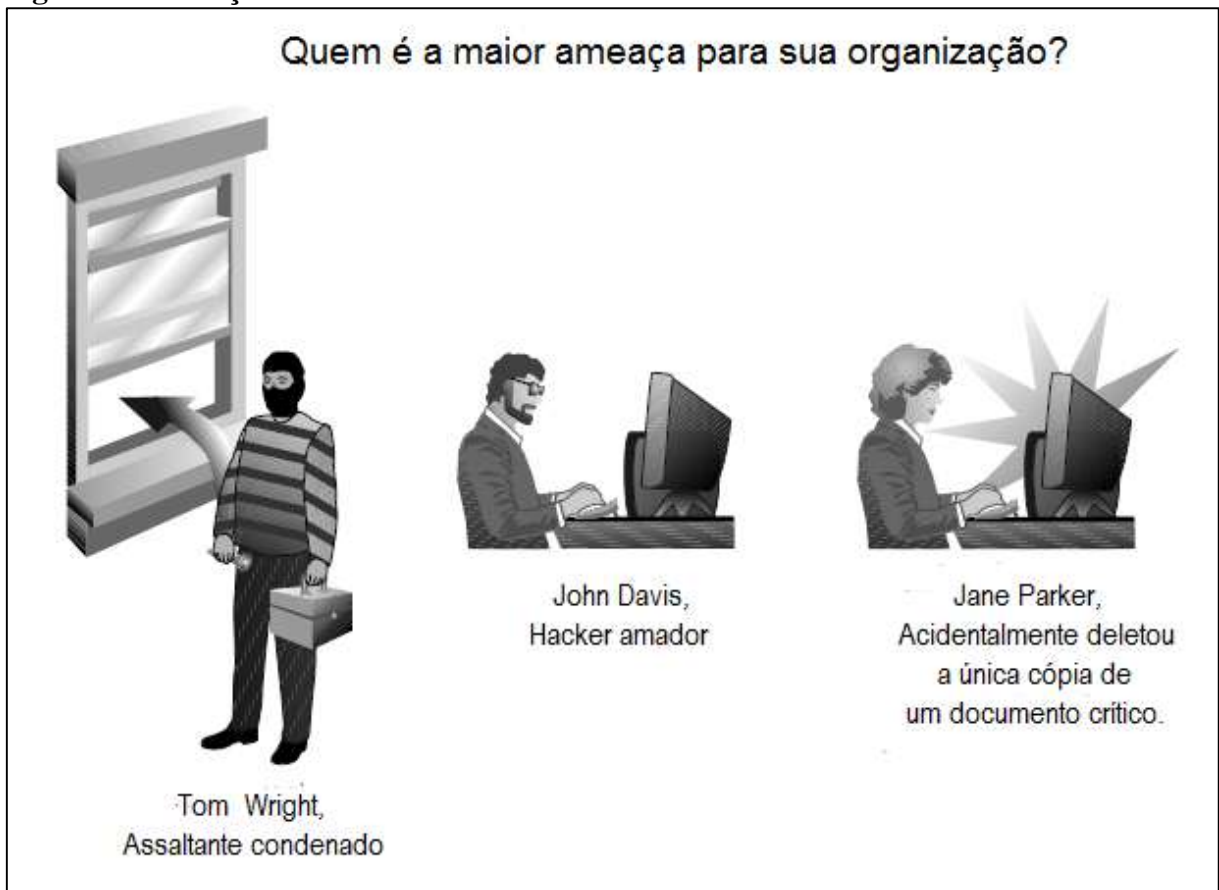 Quem é a maior ameaça para sua organização?
John Davis,
Hacker amador
Jane Parker,
Acidentalmente deletou
a única cópia de
um documento crítico.
Tom Wright,
Assaltante condenado